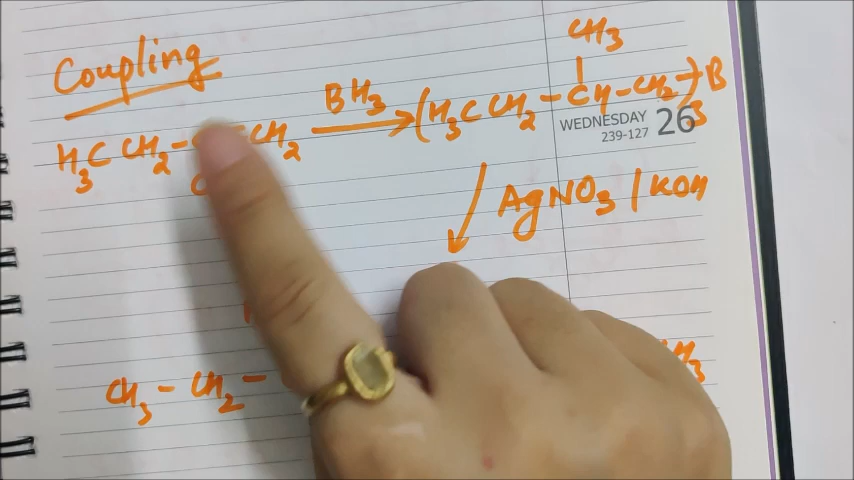 Coupling
CH3
H3C CH2 - CH2 BH3 → (H3C CH2 - CH - CH2)3 B
WEDNESDAY 26
239-127
AgNO3 / KOH
CH3 - CH2 -